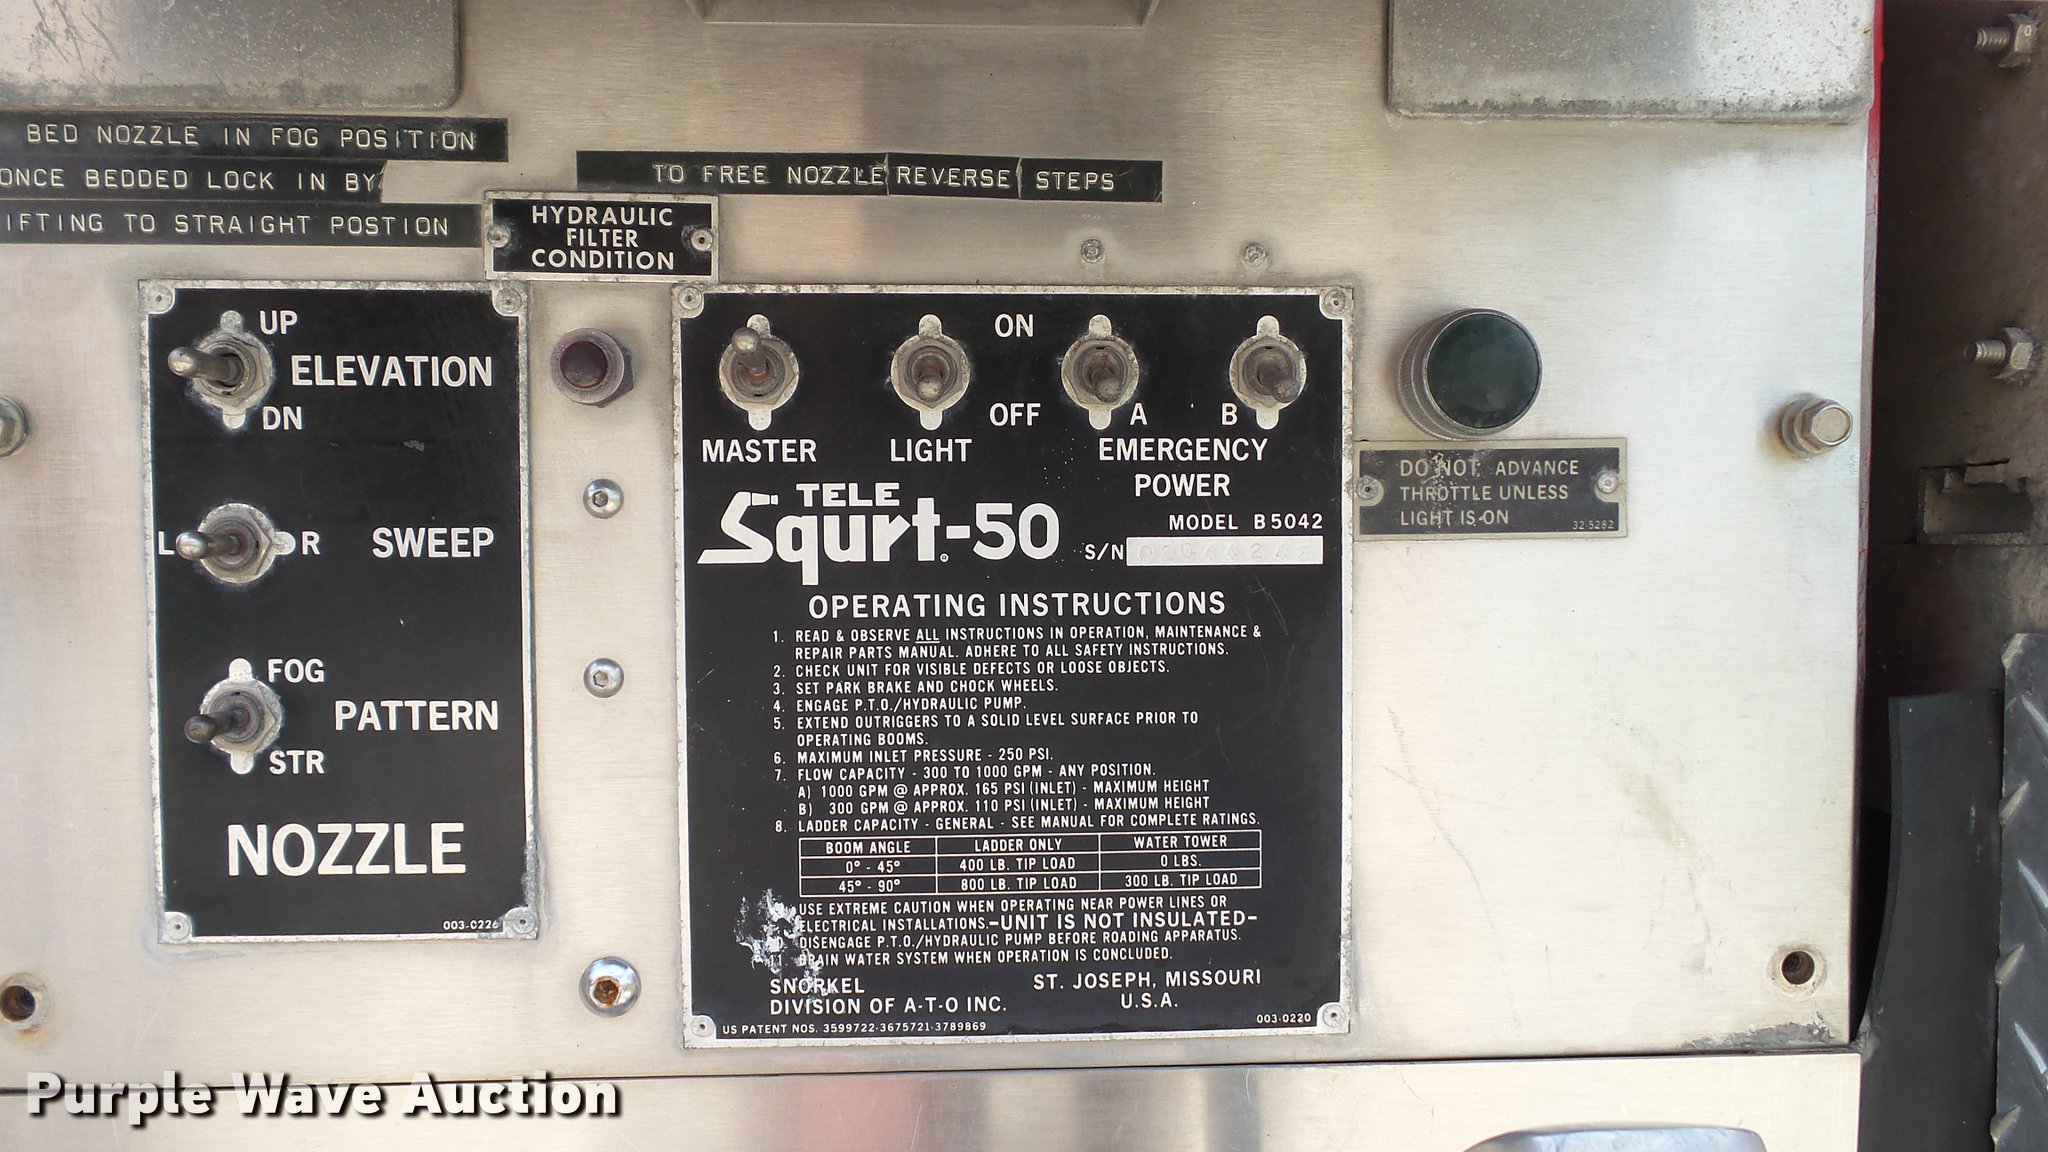 BED NOZZLE IN FOG POSITION
ONCE BEDDED LOCK IN BY
IFTING TO STRAIGHT POSTION
TO FREE NOZZLE REVERSE STEPS
HYDRAULIC
FILTER
CONDITION
UP
ELEVATION
DN
L R SWEEP
FOG
PATTERN
STR
NOZZLE
003-0226
ON
OFF A B
MASTER LIGHT EMERGENCY
POWER
TELE
Squrt-50
MODEL B5042
S/N
OPERATING INSTRUCTIONS
1. READ & OBSERVE ALL INSTRUCTIONS IN OPERATION, MAINTENANCE &
REPAIR PARTS MANUAL. ADHERE TO ALL SAFETY INSTRUCTIONS.
2. CHECK UNIT FOR VISIBLE DEFECTS OR LOOSE OBJECTS.
3. SET PARK BRAKE AND CHOCK WHEELS.
4. ENGAGE P.T.O./HYDRAULIC PUMP.
5. EXTEND OUTRIGGERS TO A SOLID LEVEL SURFACE PRIOR TO
OPERATING BOOMS.
6. MAXIMUM INLET PRESSURE - 250 PSI.
7. FLOW CAPACITY - 300 TO 1000 GPM - ANY POSITION.
A) 1000 GPM @ APPROX. 165 PSI (INLET) - MAXIMUM HEIGHT
B) 300 GPM @ APPROX. 110 PSI (INLET) - MAXIMUM HEIGHT
8. LADDER CAPACITY - GENERAL - SEE MANUAL FOR COMPLETE RATINGS.
BOOM ANGLE LADDER ONLY WATER TOWER
0° - 45° 400 LB. TIP LOAD 0 LBS.
45° - 90° 800 LB. TIP LOAD 300 LB. TIP LOAD
USE EXTREME CAUTION WHEN OPERATING NEAR POWER LINES OR
ELECTRICAL INSTALLATIONS.-UNIT IS NOT INSULATED-
DISENGAGE P.T.O./HYDRAULIC PUMP BEFORE ROADING APPARATUS.
11. DRAIN WATER SYSTEM WHEN OPERATION IS CONCLUDED.
SNORKEL ST. JOSEPH, MISSOURI
DIVISION OF A-T-O INC. U.S.A.
US PATENT NOS. 3599722-3675721-3789869 003-0220
DO NOT ADVANCE
THROTTLE UNLESS
LIGHT IS ON 32-5282
Purple Wave Auction